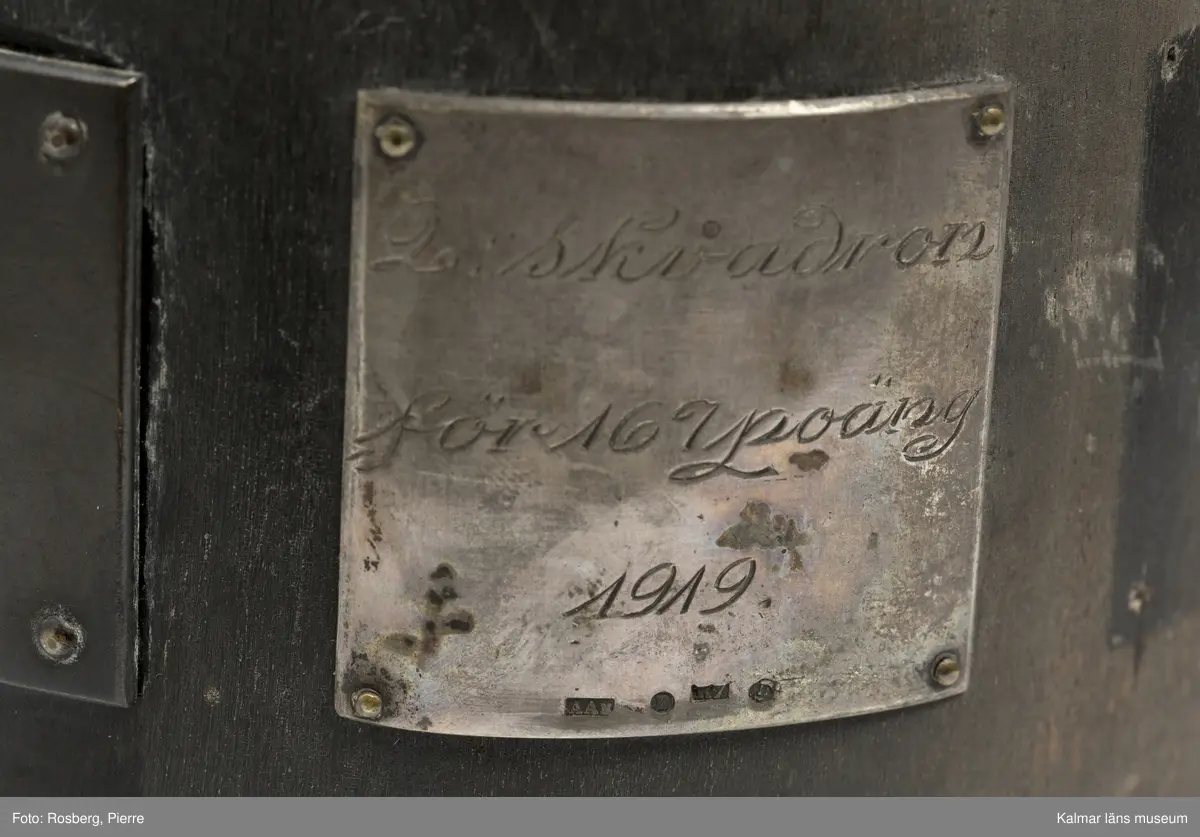 2. skvadron
för 167 poäng
1919.
Foto: Rosberg, Pierre
Kalmar läns museum